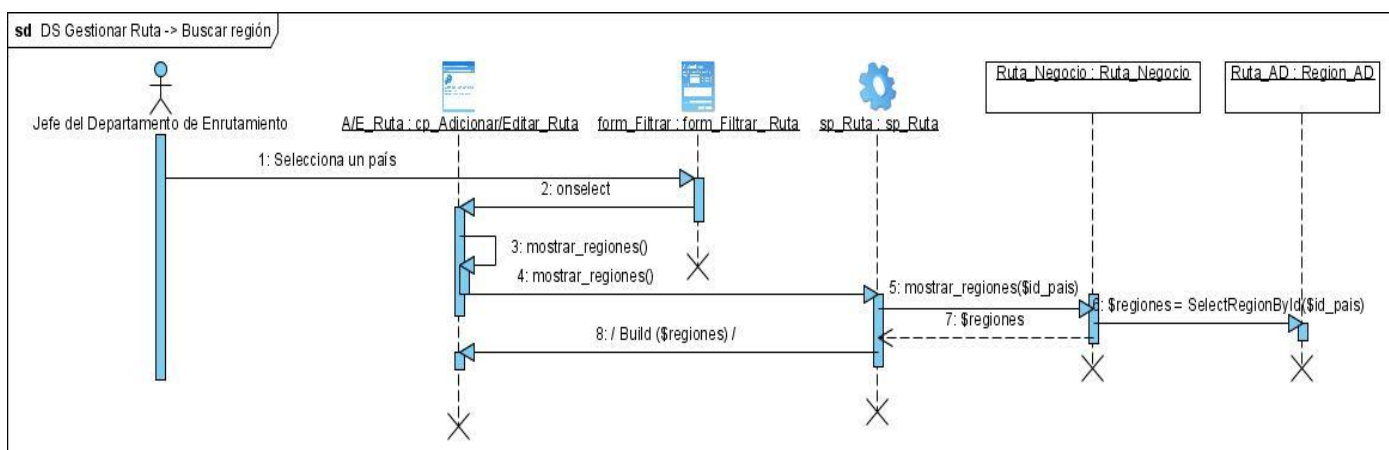 sd DS Gestionar Ruta -> Buscar región
Jefe del Departamento de Enrutamiento
A/E_Ruta : cp_Adicionar/Editar_Ruta
form_Filtrar : form_Filtrar_ Ruta
sp_Ruta : sp_Ruta
Ruta_Negocio : Ruta_Negocio
Ruta_AD : Region_AD
1: Selecciona un país
2: onselect
3: mostrar_regiones()
4: mostrar_regiones()
5: mostrar_regiones($id_pais)
6: $regiones = SelectRegionById($id_pais)
7: $regiones
8: / Build ($regiones) /